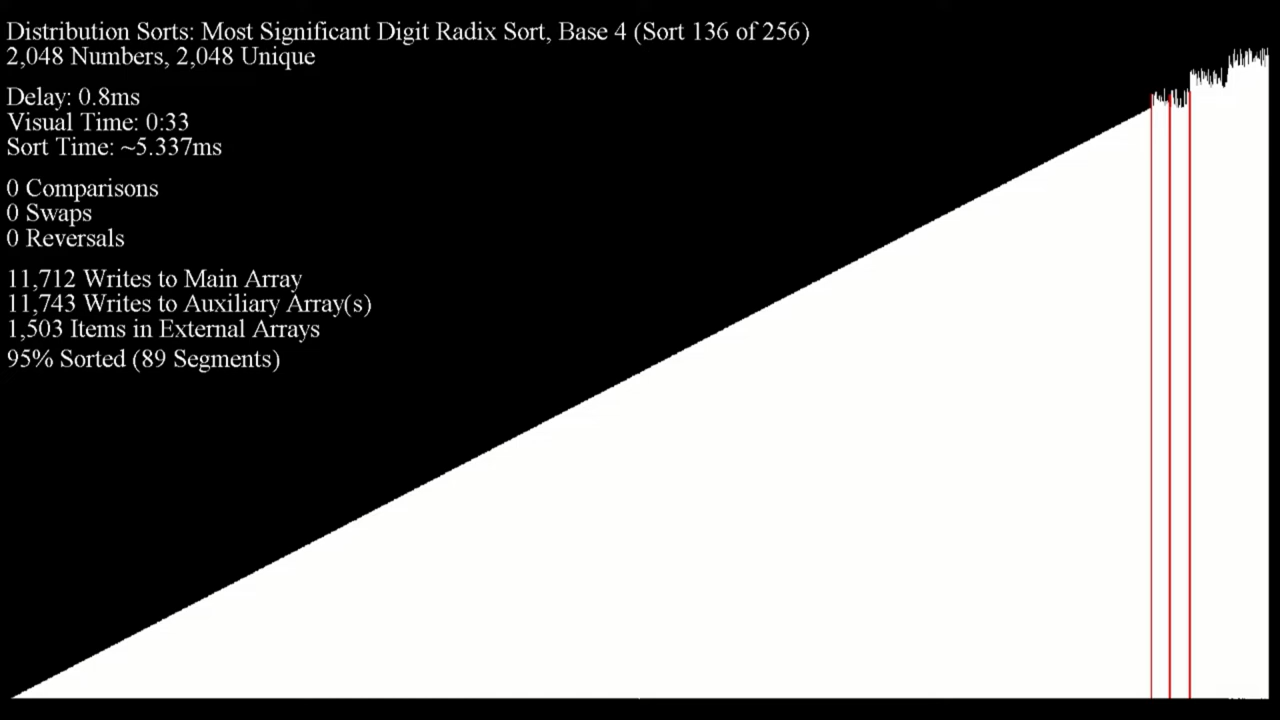 Distribution Sorts: Most Significant Digit Radix Sort, Base 4 (Sort 136 of 256)
2,048 Numbers, 2,048 Unique
Delay: 0.8ms
Visual Time: 0:33
Sort Time: ~5.337ms
0 Comparisons
0 Swaps
0 Reversals
11,712 Writes to Main Array
11,743 Writes to Auxiliary Array(s)
1,503 Items in External Arrays
95% Sorted (89 Segments)